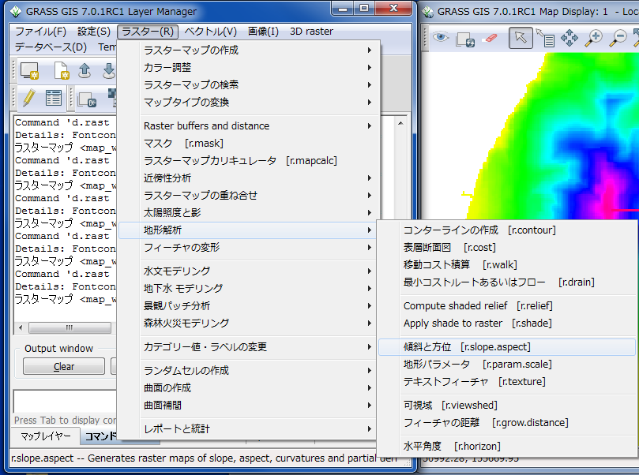 GRASS GIS 7.0.1RC1 Layer Manager
GRASS GIS 7.0.1RC1 Map Display: 1 - Loc
ファイル(F) 設定(S) ラスター(R) ベクトル(V) 画像(I) 3D raster
データベース(D) Tem
ラスターマップの作成
カラー調整
ラスターマップの検索
マップタイプの変換
Raster buffers and distance
マスク [r.mask]
ラスターマップカリキュレータ [r.mapcalc]
近傍性分析
ラスターマップの重ね合せ
太陽照度と影
地形解析
フィーチャの変形
水文モデリング
地下水 モデリング
景観パッチ分析
森林火災モデリング
カテゴリー値・ラベルの変更
ランダムセルの作成
曲面の作成
曲面補間
レポートと統計
コンターラインの作成 [r.contour]
表層断面図 [r.cost]
移動コスト積算 [r.walk]
最小コストルートあるいはフロー [r.drain]
Compute shaded relief [r.relief]
Apply shade to raster [r.shade]
傾斜と方位 [r.slope.aspect]
地形パラメータ [r.param.scale]
テキストフィーチャ [r.texture]
可視域 [r.viewshed]
フィーチャの距離 [r.grow.distance]
水平角度 [r.horizon]
Command 'd.rast
Details: Fontcon
ラスターマップ <map_w
Command 'd.rast
Details: Fontcon
ラスターマップ <map_w
Command 'd.rast
Details: Fontcon
ラスターマップ <map_w
Command 'd.rast
Details: Fontcon
ラスターマップ <map_w
Output window
Clear
Press Tab to display com
マップレイヤー コマンド
r.slope.aspect -- Generates raster maps of slope, aspect, curvatures and partial deri